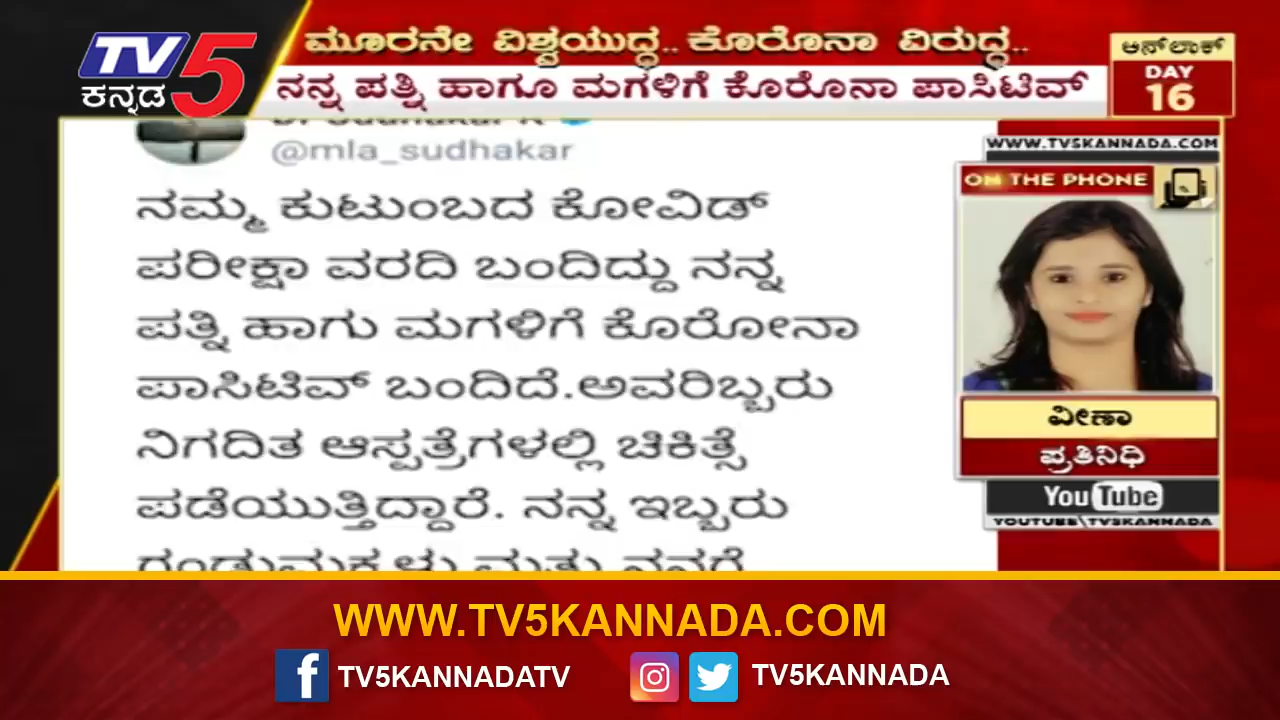 TV5
ಕನ್ನಡ
ಮೂರನೇ ವಿಶ್ವಯುದ್ಧ.. ಕೊರೊನಾ ವಿರುದ್ಧ..
ನನ್ನ ಪತ್ನಿ ಹಾಗೂ ಮಗಳಿಗೆ ಕೊರೊನಾ ಪಾಸಿಟಿವ್
ಅನ್‌ಲಾಕ್
DAY
16
@mla_sudhakar
ನಮ್ಮ ಕುಟುಂಬದ ಕೋವಿಡ್
ಪರೀಕ್ಷಾ ವರದಿ ಬಂದಿದ್ದು ನನ್ನ
ಪತ್ನಿ ಹಾಗು ಮಗಳಿಗೆ ಕೊರೋನಾ
ಪಾಸಿಟಿವ್ ಬಂದಿದೆ.ಅವರಿಬ್ಬರು
ನಿಗದಿತ ಆಸ್ಪತ್ರೆಗಳಲ್ಲಿ ಚಿಕಿತ್ಸೆ
ಪಡೆಯುತ್ತಿದ್ದಾರೆ. ನನ್ನ ಇಬ್ಬರು
WWW.TV5KANNADA.COM
ON THE PHONE
ವೀಣಾ
ಪ್ರತಿನಿಧಿ
YouTube
YOUTUBE\TV5KANNADA
WWW.TV5KANNADA.COM
f TV5KANNADATV TV5KANNADA